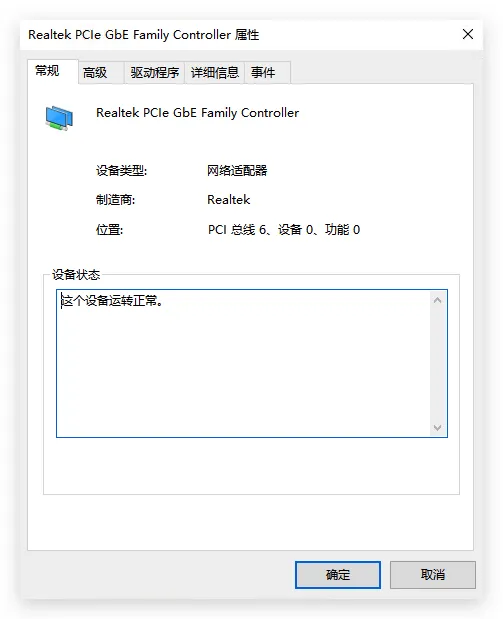 Realtek PCIe GbE Family Controller 属性
常规 高级 驱动程序 详细信息 事件
Realtek PCIe GbE Family Controller
设备类型: 网络适配器
制造商: Realtek
位置: PCI 总线 6、设备 0、功能 0
设备状态
这个设备运转正常。
确定 取消